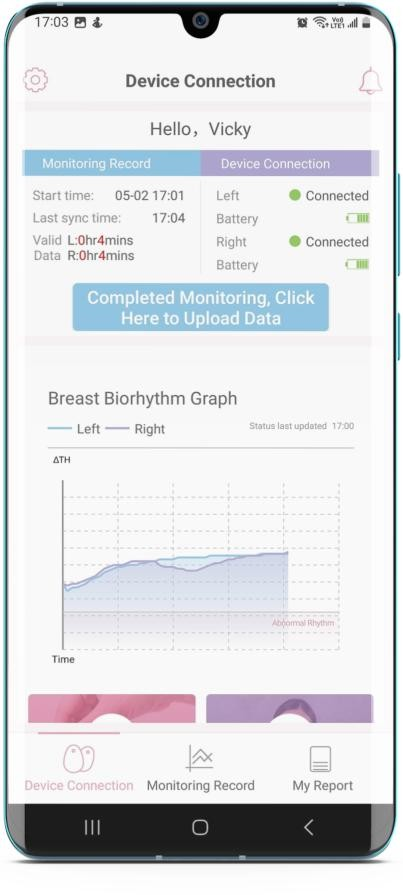 17:03
Vo)) LTE1
Device Connection
Hello， Vicky
Monitoring Record Device Connection
Start time: 05-02 17:01
Last sync time: 17:04
Valid L:0hr4mins
Data R:0hr4mins
Left Connected
Battery
Right Connected
Battery
Completed Monitoring, Click
Here to Upload Data
Breast Biorhythm Graph
Left Right Status last updated 17:00
ΔTH
Abnormal Rhythm
Time
Device Connection Monitoring Record My Report